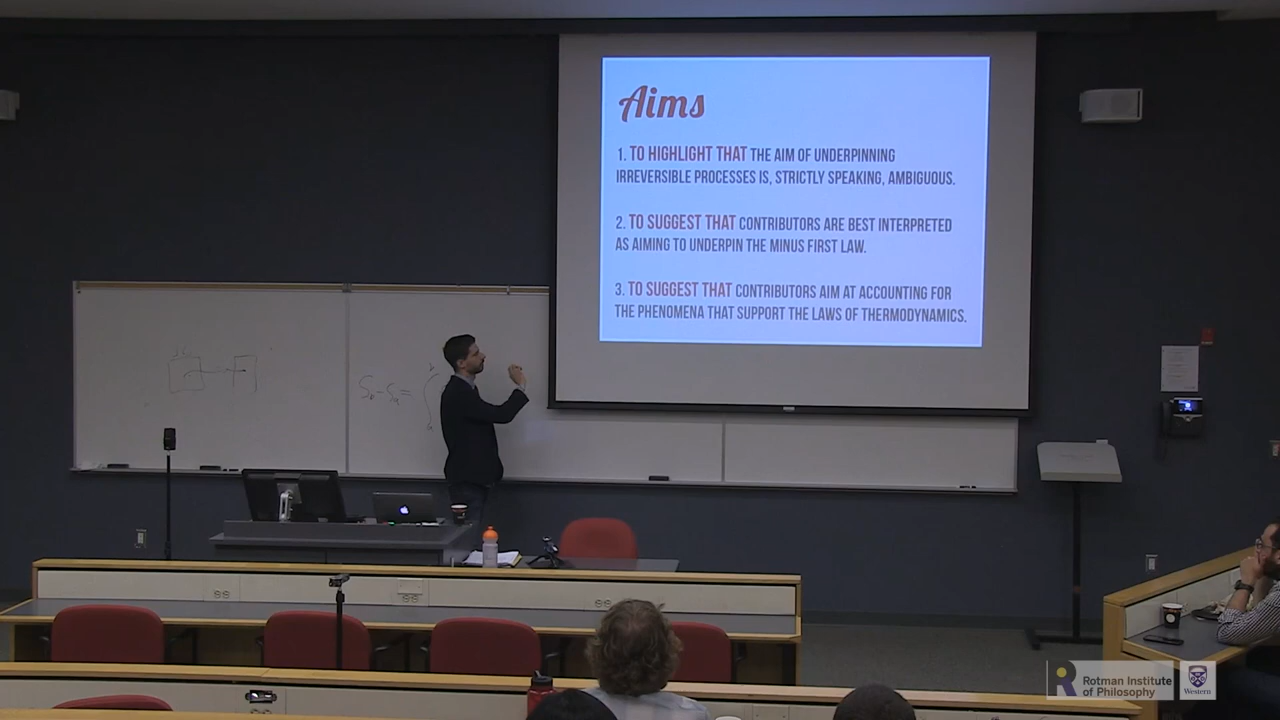 Aims
1. TO HIGHLIGHT THAT THE AIM OF UNDERPINNING
IRREVERSIBLE PROCESSES IS, STRICTLY SPEAKING, AMBIGUOUS.
2. TO SUGGEST THAT CONTRIBUTORS ARE BEST INTERPRETED
AS AIMING TO UNDERPIN THE MINUS FIRST LAW.
3. TO SUGGEST THAT CONTRIBUTORS AIM AT ACCOUNTING FOR
THE PHENOMENA THAT SUPPORT THE LAWS OF THERMODYNAMICS.
Rotman Institute
of Philosophy
Western